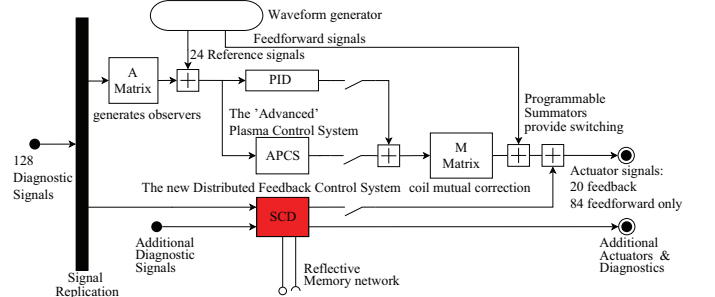 Waveform generator
Feedforward signals
24 Reference signals
A
Matrix
generates observers
PID
The 'Advanced'
Plasma Control System
APCS
M
Matrix
Programmable
Summators
provide switching
128
Diagnostic
Signals
Actuator signals:
20 feedback
84 feedforward only
The new Distributed Feedback Control System coil mutual correction
SCD
Additional
Diagnostic
Signals
Additional
Actuators &
Diagnostics
Reflective
Memory network
Signal
Replication